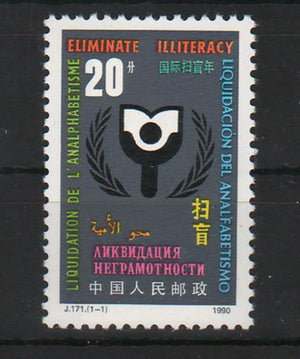 ELIMINATE ILLITERACY
20分
国际扫盲年
LIQUIDATION DE L'ANALPHABETISME
LIQUIDACIÓN DEL ANALFABETISMO
扫盲
محو الأمية
ЛИКВИДАЦИЯ
НЕГРАМОТНОСТИ
中国人民邮政
J.171.(1-1)
1990